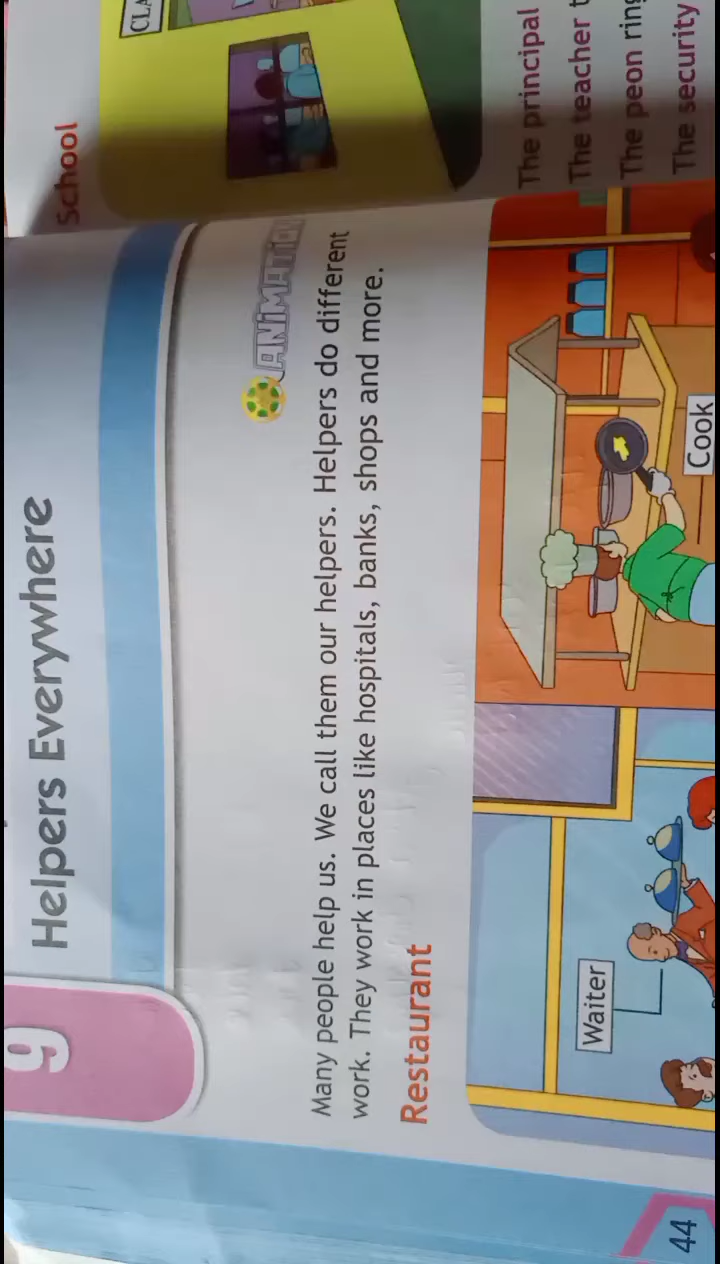 9
Helpers Everywhere
ANiMATiO
Many people help us. We call them our helpers. Helpers do different
work. They work in places like hospitals, banks, shops and more.
Restaurant
Waiter
Cook
44
School
CLA
The principal
The teacher t
The peon ring
The security